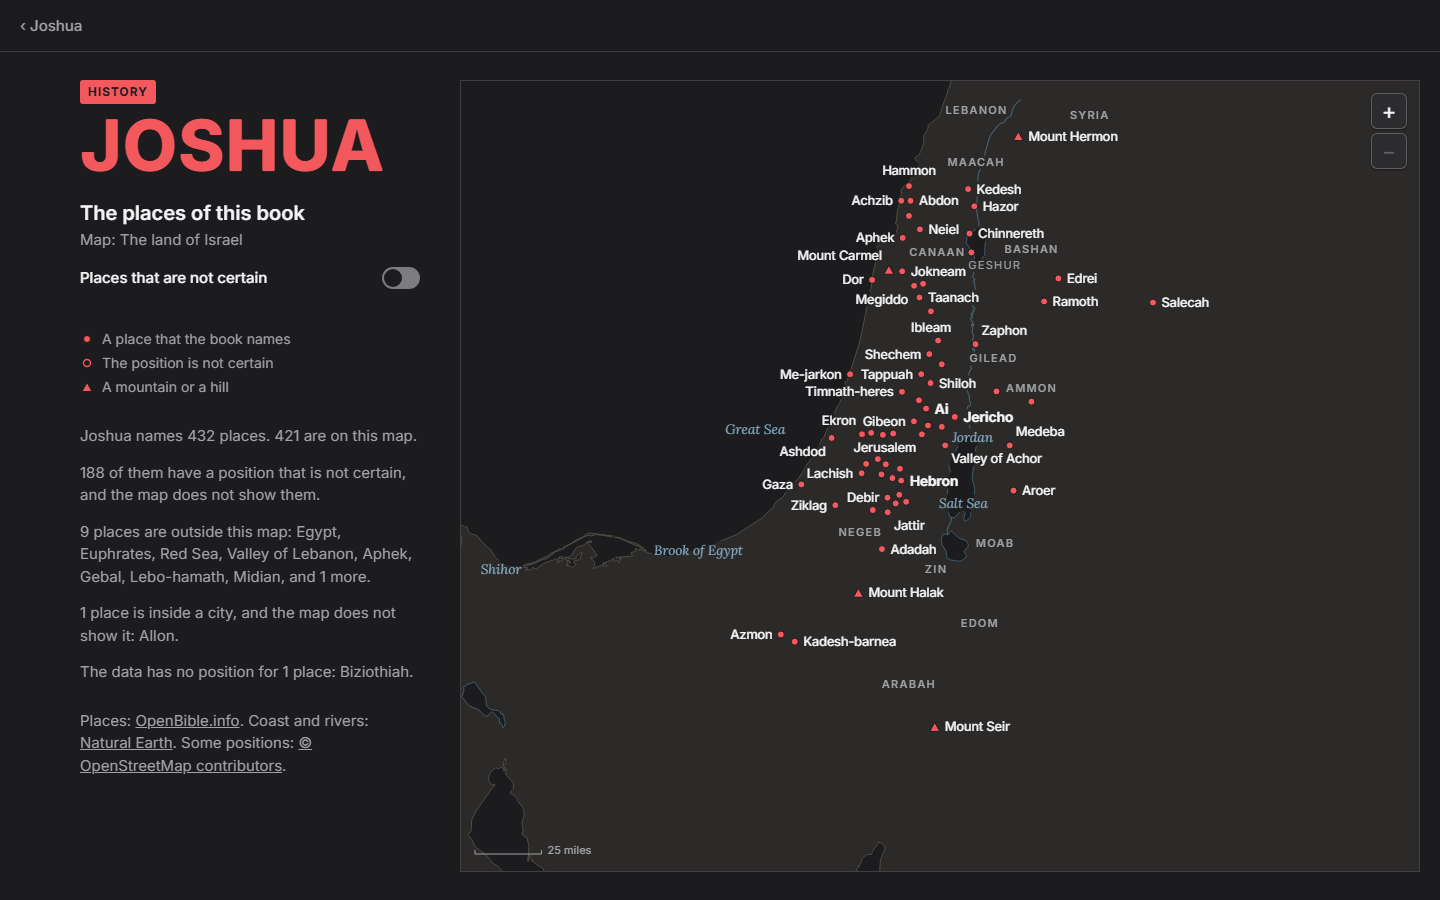 ‹ Joshua
HISTORY
JOSHUA
The places of this book
Map: The land of Israel
Places that are not certain
A place that the book names
The position is not certain
A mountain or a hill
Joshua names 432 places. 421 are on this map.
188 of them have a position that is not certain,
and the map does not show them.
9 places are outside this map: Egypt,
Euphrates, Red Sea, Valley of Lebanon, Aphek,
Gebal, Lebo-hamath, Midian, and 1 more.
1 place is inside a city, and the map does not
show it: Allon.
The data has no position for 1 place: Biziothiah.
Places: OpenBible.info. Coast and rivers:
Natural Earth. Some positions: ©
OpenStreetMap contributors.
LEBANON
SYRIA
Mount Hermon
MAACAH
Hammon
Kedesh
Achzib
Abdon
Hazor
Neiel
Chinnereth
Aphek
BASHAN
Mount Carmel
CANAAN
GESHUR
Jokneam
Dor
Edrei
Megiddo
Taanach
Ramoth
Salecah
Ibleam
Zaphon
Shechem
GILEAD
Me-jarkon
Tappuah
Shiloh
AMMON
Timnath-heres
Ai
Jericho
Ekron
Gibeon
Great Sea
Medeba
Jordan
Ashdod
Jerusalem
Valley of Achor
Lachish
Hebron
Gaza
Aroer
Debir
Ziklag
Salt Sea
Jattir
NEGEB
MOAB
Brook of Egypt
Adadah
Shihor
ZIN
Mount Halak
EDOM
Azmon
Kadesh-barnea
ARABAH
Mount Seir
25 miles
+
−